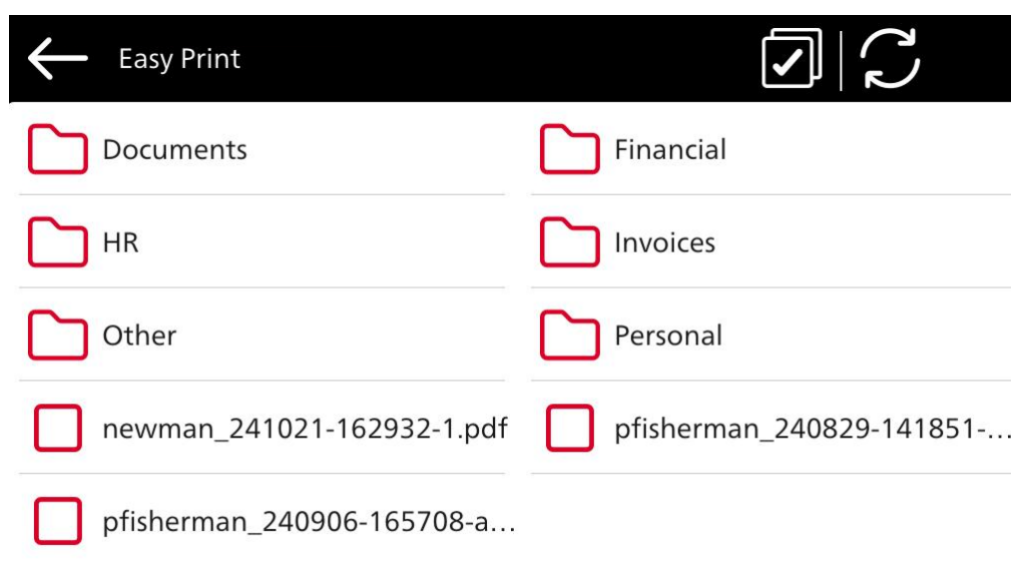 Easy Print
Documents
Financial
HR
Invoices
Other
Personal
newman_241021-162932-1.pdf
pfisherman_240829-141851-...
pfisherman_240906-165708-a...